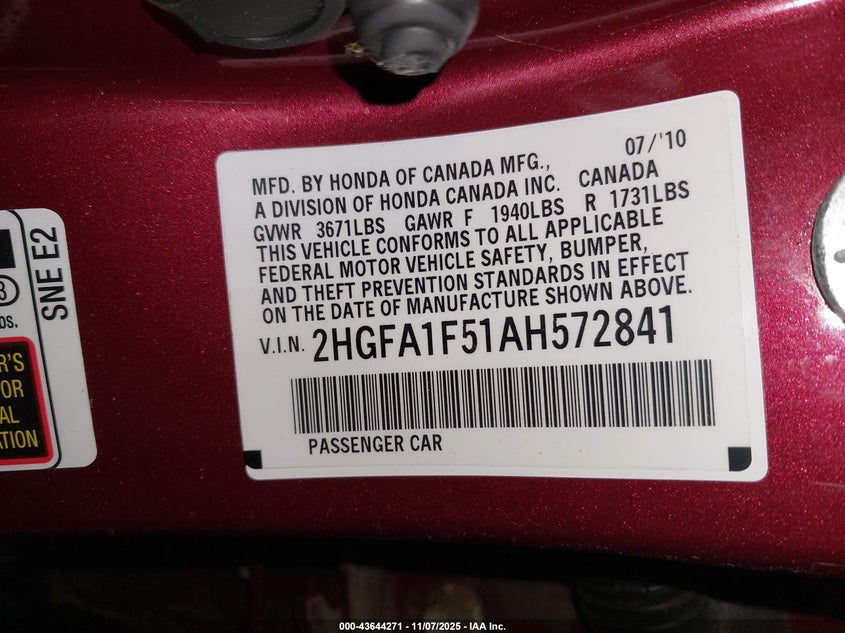 07/'10
MFD. BY HONDA OF CANADA MFG.,
A DIVISION OF HONDA CANADA INC. CANADA
GVWR 3671LBS GAWR F 1940LBS R 1731LBS
THIS VEHICLE CONFORMS TO ALL APPLICABLE
FEDERAL MOTOR VEHICLE SAFETY, BUMPER,
AND THEFT PREVENTION STANDARDS IN EFFECT
ON THE DATE OF MANUFACTURE SHOWN ABOVE.
V.I.N. 2HGFA1F51AH572841
PASSENGER CAR
SNE E2
000-43644271 - 11/07/2025 - IAA Inc.